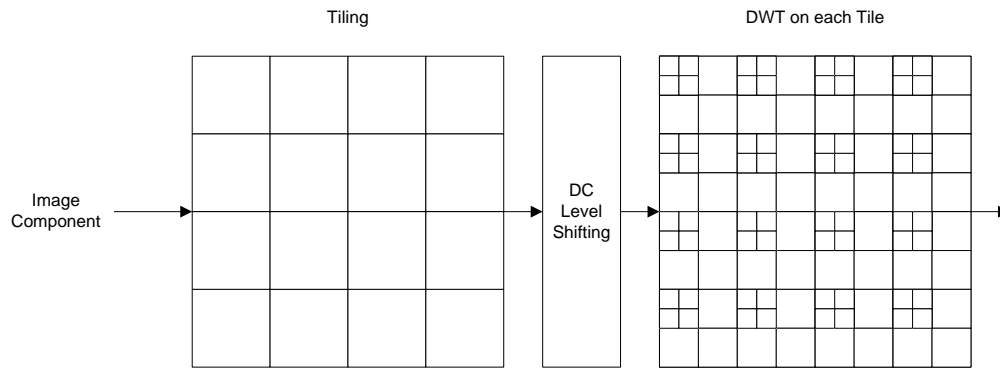 Tiling
DWT on each Tile
Image
Component
DC
Level
Shifting